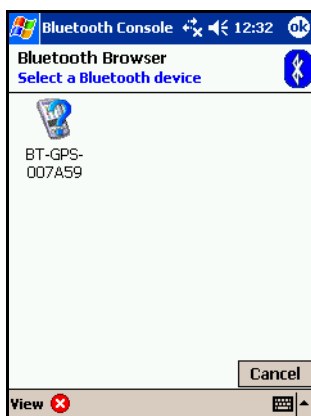 Bluetooth Console 12:32 ok
Bluetooth Browser
Select a Bluetooth device
BT-GPS-
007A59
Cancel
View